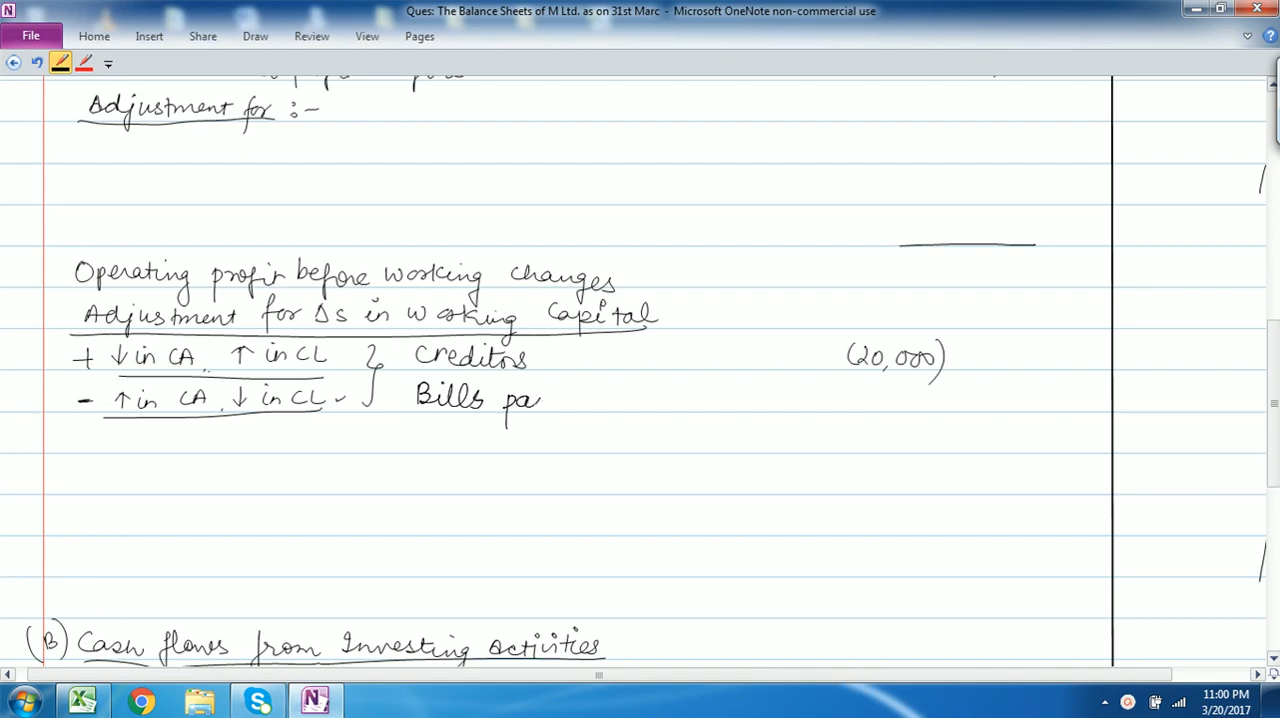 Ques: The Balance Sheets of M Ltd. as on 31st Marc - Microsoft OneNote non-commercial use
File Home Insert Share Draw Review View Pages
Adjustment for :-
Operating profit before working changes
Adjustment for Δs in working capital
+ ↓ in CA, ↑ in CL } Creditors (20,000)
- ↑ in CA, ↓ in CL Bills pa
(B) Cash flows from Investing activities
11:00 PM
3/20/2017